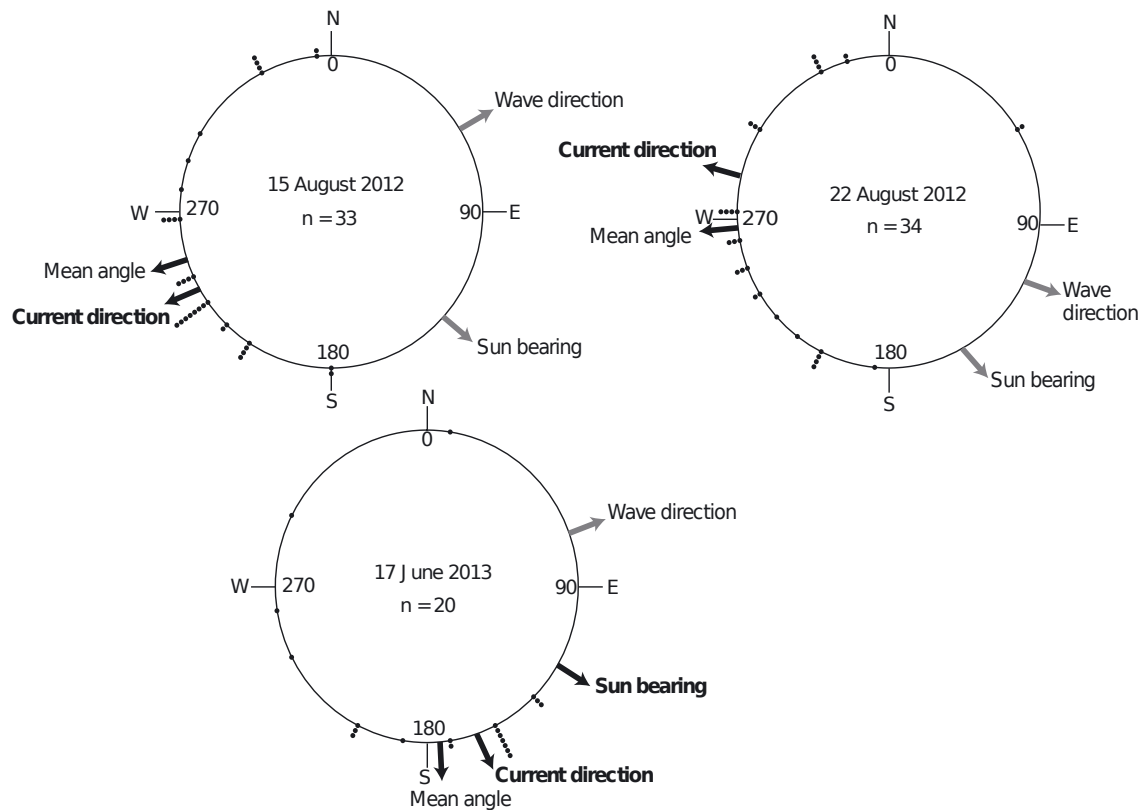 N
0
Wave direction
15 August 2012
W
270
90
E
n = 33
Mean angle
Current direction
180
Sun bearing
S
N
0
Current direction
22 August 2012
W
270
n = 34
90
E
Mean angle
Wave
direction
180
Sun bearing
S
N
0
Wave direction
17 June 2013
W
270
90
E
n = 20
Sun bearing
180
S
Current direction
Mean angle